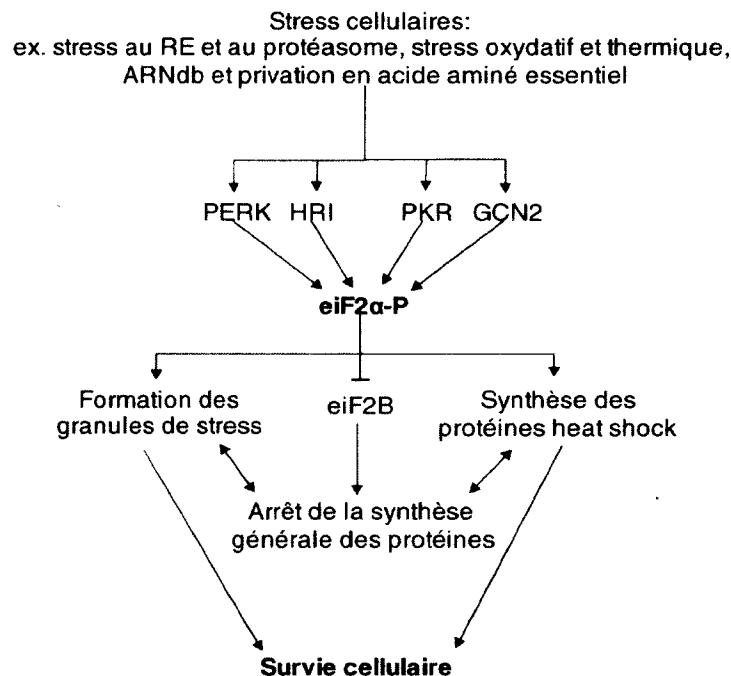 Stress cellulaires:
ex. stress au RE et au protéasome, stress oxydatif et thermique,
ARNdb et privation en acide aminé essentiel
PERK HRI PKR GCN2
eiF2α-P
Formation des
granules de stress
eiF2B
Synthèse des
protéines heat shock
Arrêt de la synthèse
générale des protéines
Survie cellulaire